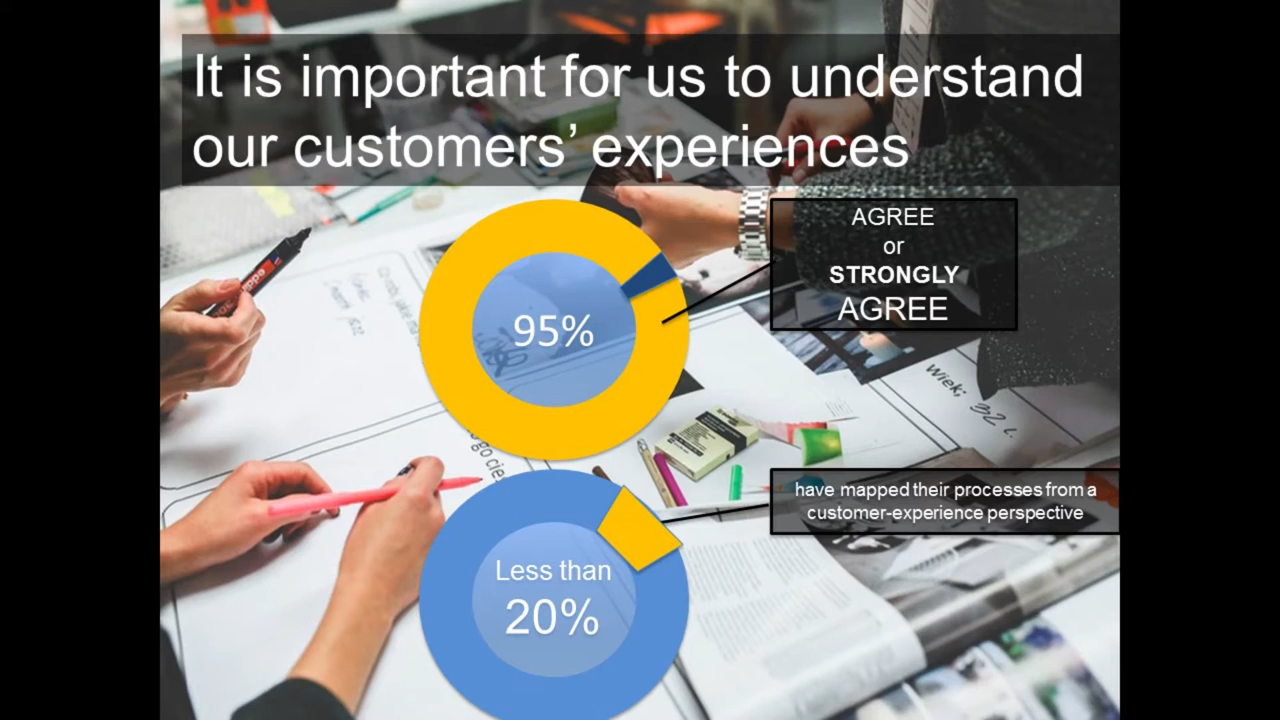 It is important for us to understand
our customers’ experiences
AGREE
or
STRONGLY
AGREE
95%
edding
Wiek; 32 L.
have mapped their processes from a
customer-experience perspective
Less than
20%